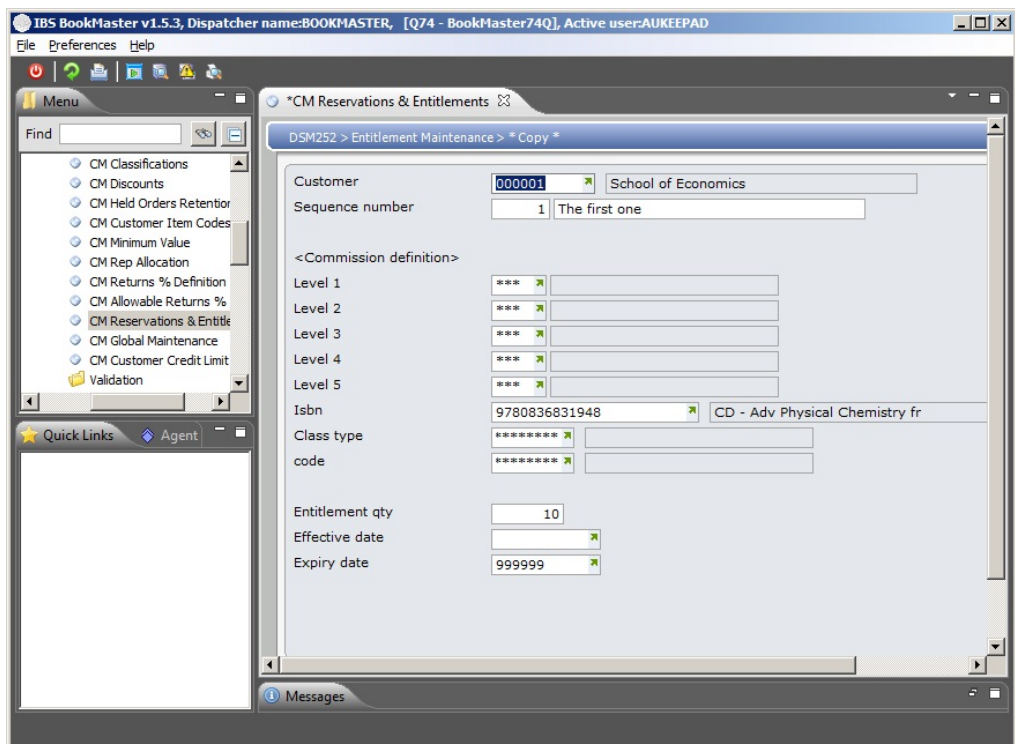 IBS BookMaster v1.5.3, Dispatcher name:BOOKMASTER, [Q74 - BookMaster74Q], Active user:AUKEEPAD
File Preferences Help
Menu
*CM Reservations & Entitlements
Find
DSM252 > Entitlement Maintenance > * Copy *
CM Classifications
CM Discounts
CM Held Orders Retention
CM Customer Item Codes
CM Minimum Value
CM Rep Allocation
CM Returns % Definition
CM Allowable Returns %
CM Reservations & Entitle
CM Global Maintenance
CM Customer Credit Limit
Validation
Quick Links Agent
Customer 000001 School of Economics
Sequence number 1 The first one
<Commission definition>
Level 1 ***
Level 2 ***
Level 3 ***
Level 4 ***
Level 5 ***
Isbn 9780836831948 CD - Adv Physical Chemistry fr
Class type ********
code ********
Entitlement qty 10
Effective date
Expiry date 999999
Messages